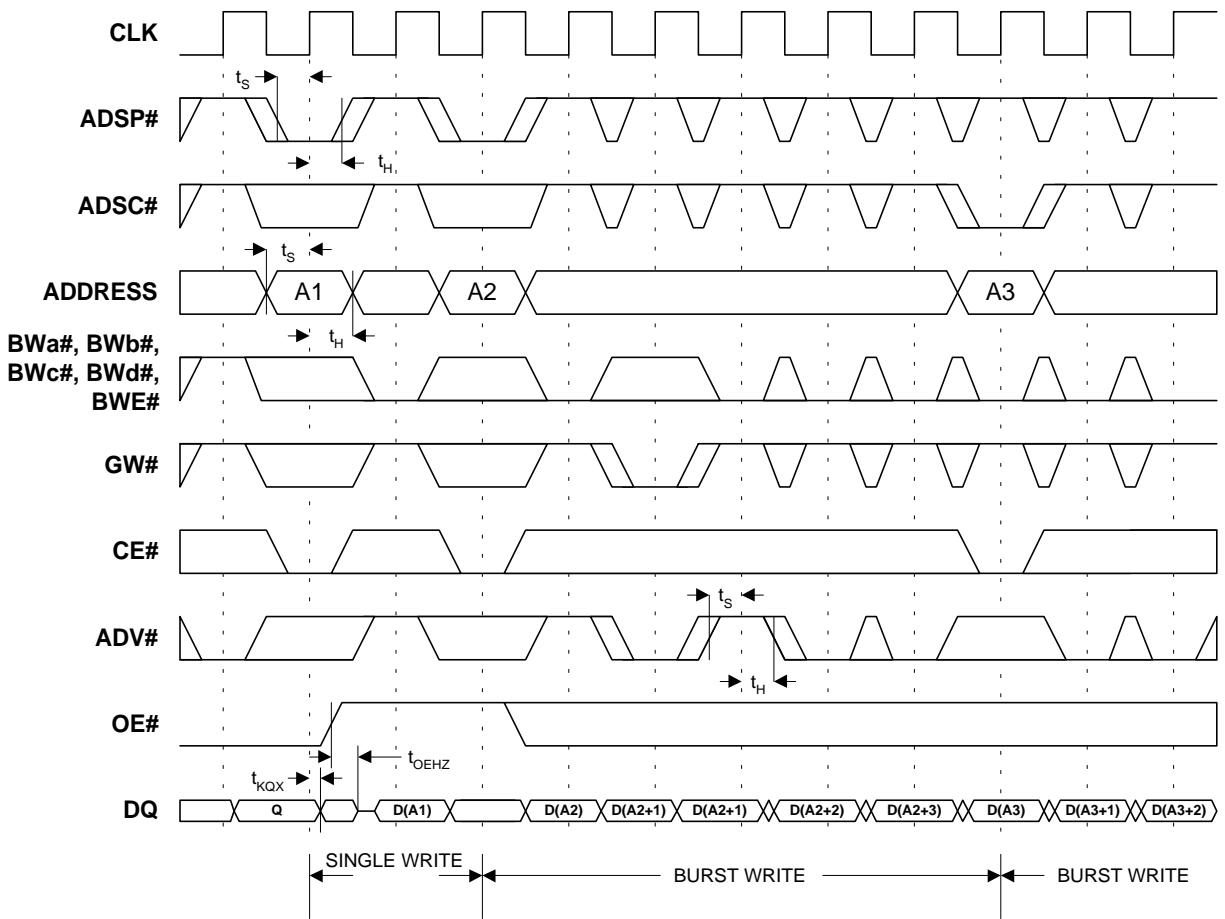 CLK
t_S
ADSP#
t_H
ADSC#
t_S
ADDRESS A1 A2 A3
t_H
BWa#, BWb#,
BWc#, BWd#,
BWE#
GW#
CE#
t_S
ADV#
t_H
OE#
t_OEHZ
t_KQX
DQ Q D(A1) D(A2) D(A2+1) D(A2+1) D(A2+2) D(A2+3) D(A3) D(A3+1) D(A3+2)
SINGLE WRITE BURST WRITE BURST WRITE